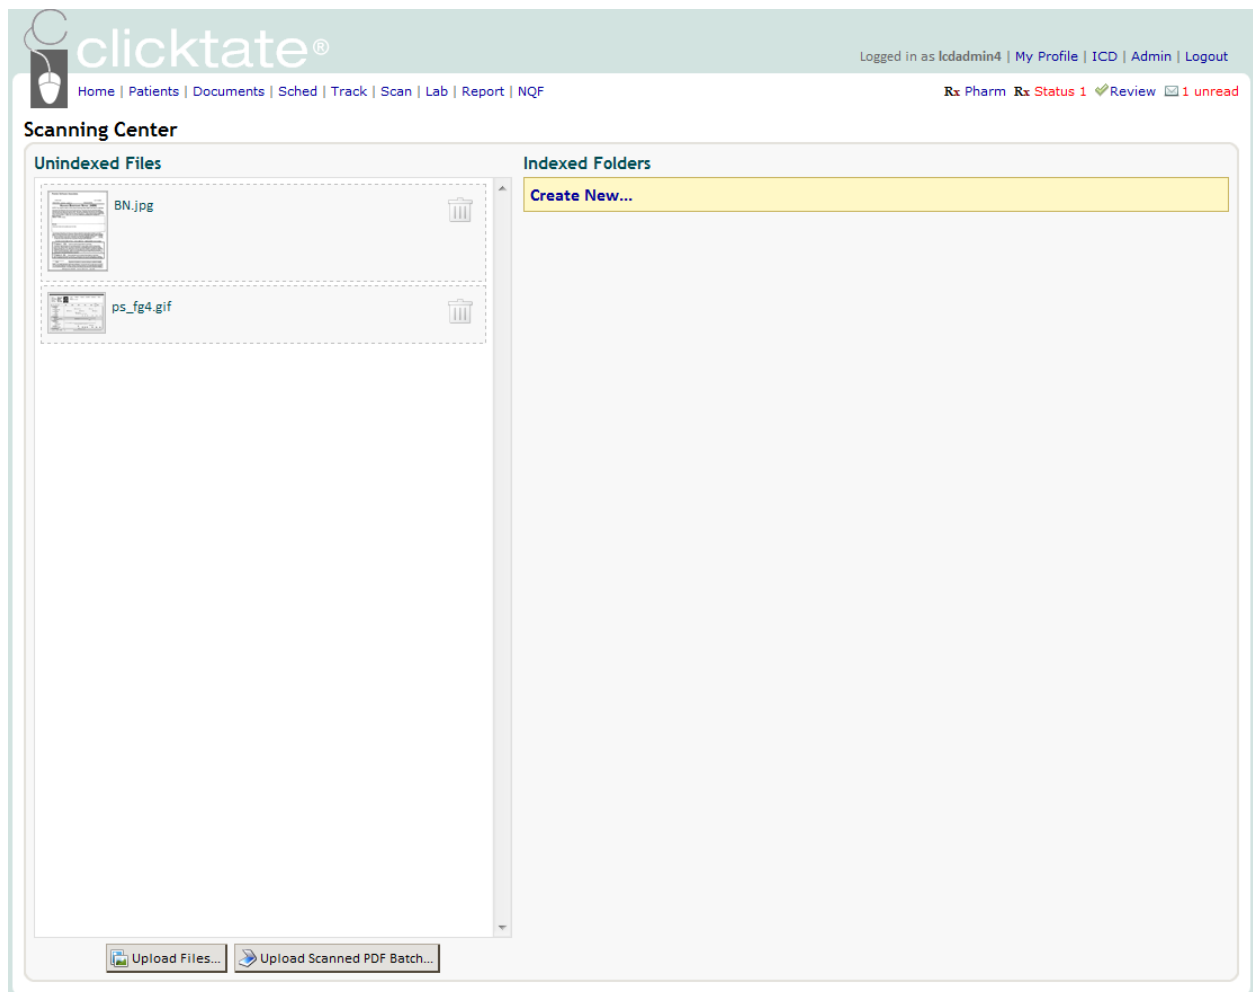 clicktate®
Logged in as lcdadmin4 | My Profile | ICD | Admin | Logout
Home | Patients | Documents | Sched | Track | Scan | Lab | Report | NQF
Rx Pharm Rx Status 1 Review 1 unread
Scanning Center
Unindexed Files
Indexed Folders
BN.jpg
Create New...
ps_fg4.gif
Upload Files...
Upload Scanned PDF Batch...